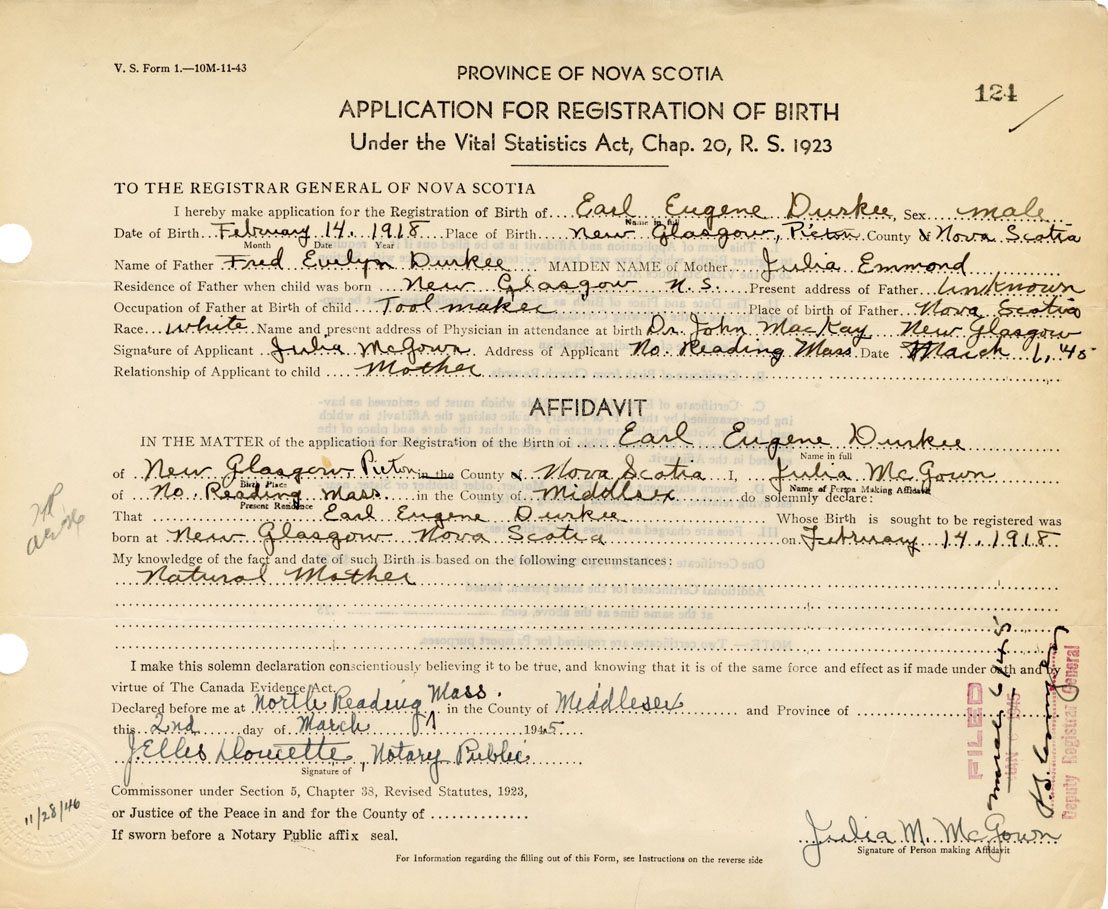 V. S. Form 1.—10M-11-43
PROVINCE OF NOVA SCOTIA
124
APPLICATION FOR REGISTRATION OF BIRTH
Under the Vital Statistics Act, Chap. 20, R. S. 1923
TO THE REGISTRAR GENERAL OF NOVA SCOTIA
I hereby make application for the Registration of Birth of Earl Eugene Durkee, Sex male
Name in full
Date of Birth February 14, 1918 Place of Birth New Glasgow, Picton County Nova Scotia
Month Date Year
Name of Father Fred Evelyn Durkee MAIDEN NAME of Mother Julia Emmond
Residence of Father when child was born New Glasgow N. S. Present address of Father Unknown
Occupation of Father at Birth of child Tool maker Place of birth of Father Nova Scotia
Race white Name and present address of Physician in attendance at birth Dr. John MacKay New Glasgow
Signature of Applicant Julia McGown Address of Applicant No. Reading Mass. Date March 1, 45
Relationship of Applicant to child Mother
AFFIDAVIT
IN THE MATTER of the application for Registration of the Birth of Earl Eugene Durkee
Name in full
of New Glasgow Picton in the County of Nova Scotia I, Julia McGown
Birth Place Name of Person Making Affidavit
of No. Reading Mass. in the County of Middlsex do solemnly declare:
Present Residence
That Earl Eugene Durkee Whose Birth is sought to be registered was
born at New Glasgow Nova Scotia on February 14, 1918
My knowledge of the fact and date of such Birth is based on the following circumstances:
Natural Mother
I make this solemn declaration conscientiously believing it to be true, and knowing that it is of the same force and effect as if made under oath and by
virtue of The Canada Evidence Act.
Declared before me at North Reading Mass. in the County of Middlesex and Province of
this 2nd day of March 1945
Notary Public
Signature of
Commissioner under Section 5, Chapter 38, Revised Statutes, 1923,
or Justice of the Peace in and for the County of
If sworn before a Notary Public affix seal.
11/28/46
FILED
March 6 1945
Deputy Registrar General
Julia M. McGown
Signature of Person making Affidavit
For Information regarding the filling out of this Form, see Instructions on the reverse side